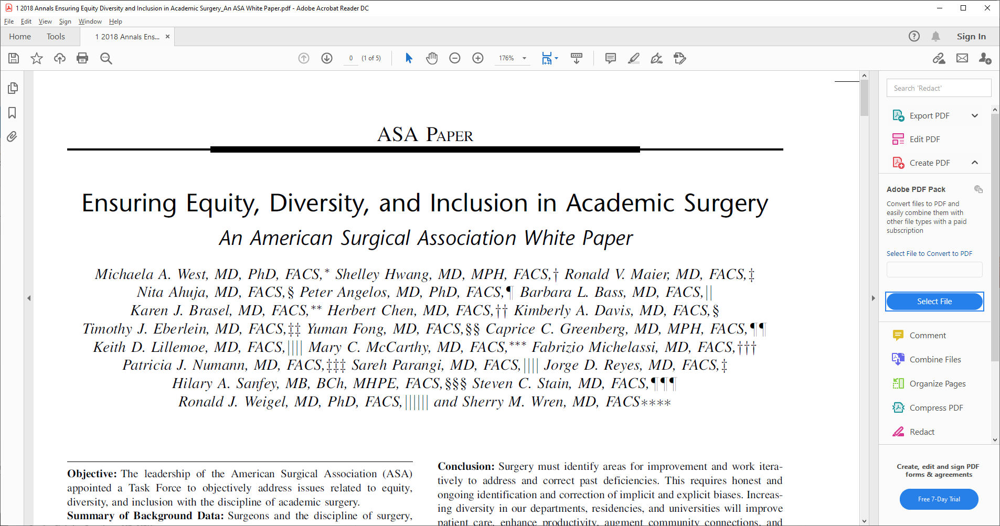 1 2018 Annals Ensuring Equity Diversity and Inclusion in Academic Surgery_An ASA White Paper.pdf - Adobe Acrobat Reader DC
File Edit View Sign Window Help
Home Tools 1 2018 Annals Ens... × Sign In
0 (1 of 5) 176%
Search 'Redact'
Export PDF
Edit PDF
Create PDF
Adobe PDF Pack
Convert files to PDF and
easily combine them with
other file types with a paid
subscription
Select File to Convert to PDF
Select File
Comment
Combine Files
Organize Pages
Compress PDF
Redact
Create, edit and sign PDF
forms & agreements
Free 7-Day Trial
ASA PAPER
Ensuring Equity, Diversity, and Inclusion in Academic Surgery
An American Surgical Association White Paper
Michaela A. West, MD, PhD, FACS,* Shelley Hwang, MD, MPH, FACS,† Ronald V. Maier, MD, FACS,‡
Nita Ahuja, MD, FACS,§ Peter Angelos, MD, PhD, FACS,¶ Barbara L. Bass, MD, FACS,||
Karen J. Brasel, MD, FACS,** Herbert Chen, MD, FACS,†† Kimberly A. Davis, MD, FACS,§
Timothy J. Eberlein, MD, FACS,‡‡ Yuman Fong, MD, FACS,§§ Caprice C. Greenberg, MD, MPH, FACS,¶¶
Keith D. Lillemoe, MD, FACS,|||| Mary C. McCarthy, MD, FACS,*** Fabrizio Michelassi, MD, FACS,†††
Patricia J. Numann, MD, FACS,‡‡‡ Sareh Parangi, MD, FACS,|||| Jorge D. Reyes, MD, FACS,‡
Hilary A. Sanfey, MB, BCh, MHPE, FACS,§§§ Steven C. Stain, MD, FACS,¶¶¶
Ronald J. Weigel, MD, PhD, FACS,|||||| and Sherry M. Wren, MD, FACS****
Objective: The leadership of the American Surgical Association (ASA)
appointed a Task Force to objectively address issues related to equity,
diversity, and inclusion with the discipline of academic surgery.
Summary of Background Data: Surgeons and the discipline of surgery,
Conclusion: Surgery must identify areas for improvement and work itera-
tively to address and correct past deficiencies. This requires honest and
ongoing identification and correction of implicit and explicit biases. Increas-
ing diversity in our departments, residencies, and universities will improve
patient care, enhance productivity, augment community connections, and